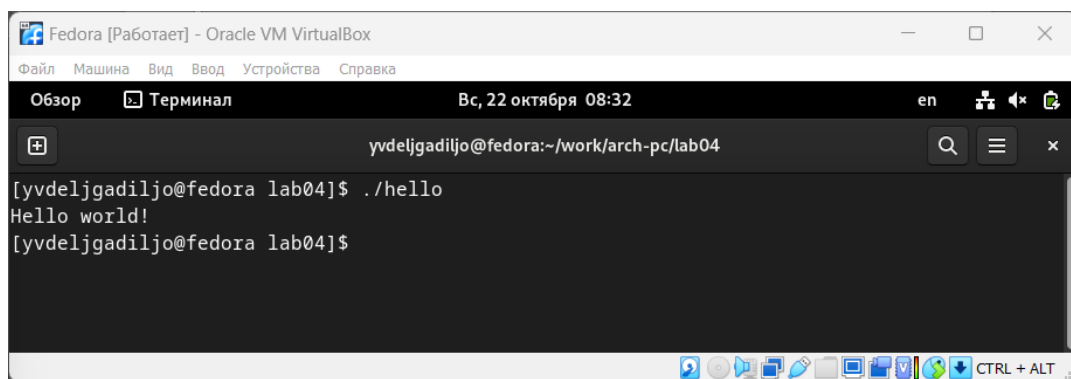 Fedora [Работает] - Oracle VM VirtualBox
Файл Машина Вид Ввод Устройства Справка
Обзор Терминал Вс, 22 октября 08:32 en
yvdeljgadiljo@fedora:~/work/arch-pc/lab04
[yvdeljgadiljo@fedora lab04]$ ./hello
Hello world!
[yvdeljgadiljo@fedora lab04]$
CTRL + ALT